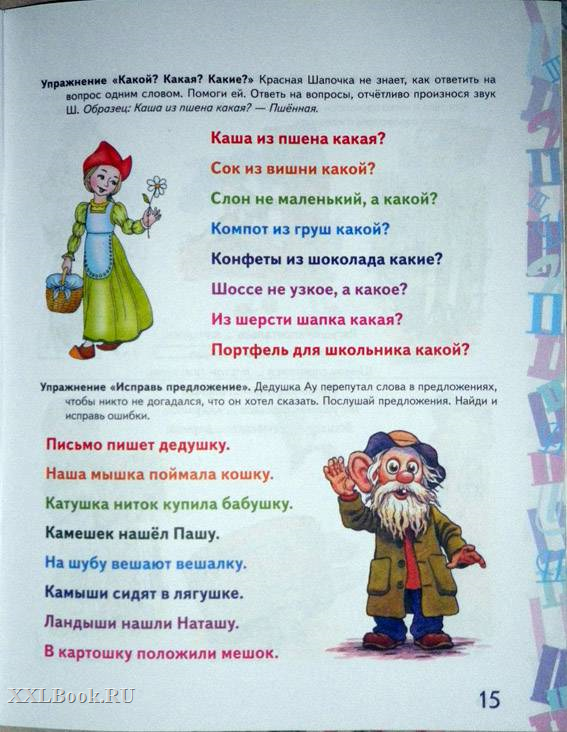 Упражнение «Какой? Какая? Какие?» Красная Шапочка не знает, как ответить на
вопрос одним словом. Помоги ей. Ответь на вопросы, отчётливо произнося звук
Ш. Образец: Каша из пшена какая? — Пшённая.
Каша из пшена какая?
Сок из вишни какой?
Слон не маленький, а какой?
Компот из груш какой?
Конфеты из шоколада какие?
Шоссе не узкое, а какое?
Из шерсти шапка какая?
Портфель для школьника какой?
Упражнение «Исправь предложение». Дедушка Ау перепутал слова в предложениях,
чтобы никто не догадался, что он хотел сказать. Послушай предложения. Найди и
исправь ошибки.
Письмо пишет дедушку.
Наша мышка поймала кошку.
Катушка ниток купила бабушку.
Камешек нашёл Пашу.
На шубу вешают вешалку.
Камыши сидят в лягушке.
Ландыши нашли Наташу.
В картошку положили мешок.
XXLBook.RU
15